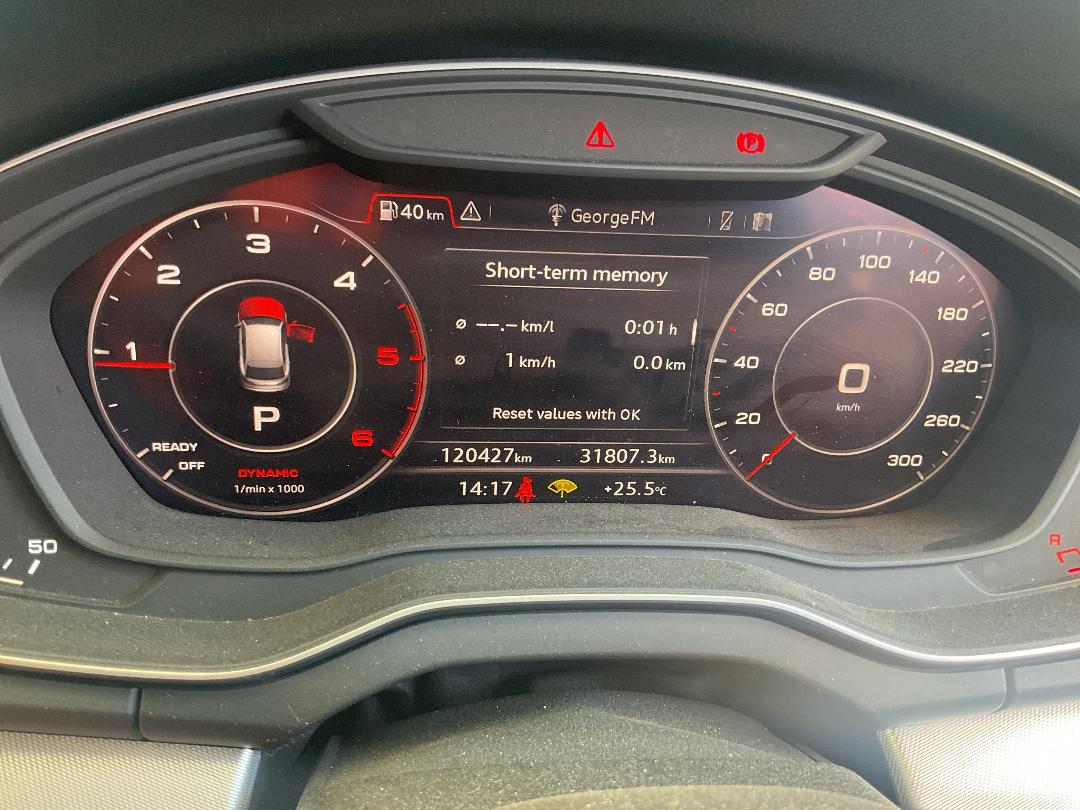 P
40 km
GeorgeFM
Short-term memory
ø --.- km/l 0:01 h
ø 1 km/h 0.0 km
Reset values with OK
120427 km 31807.3 km
14:17 +25.5°C
1
2
3
4
5
6
P
READY
OFF
DYNAMIC
1/min x 1000
0
20
40
60
80
100
140
180
220
260
300
0
km/h
50
R